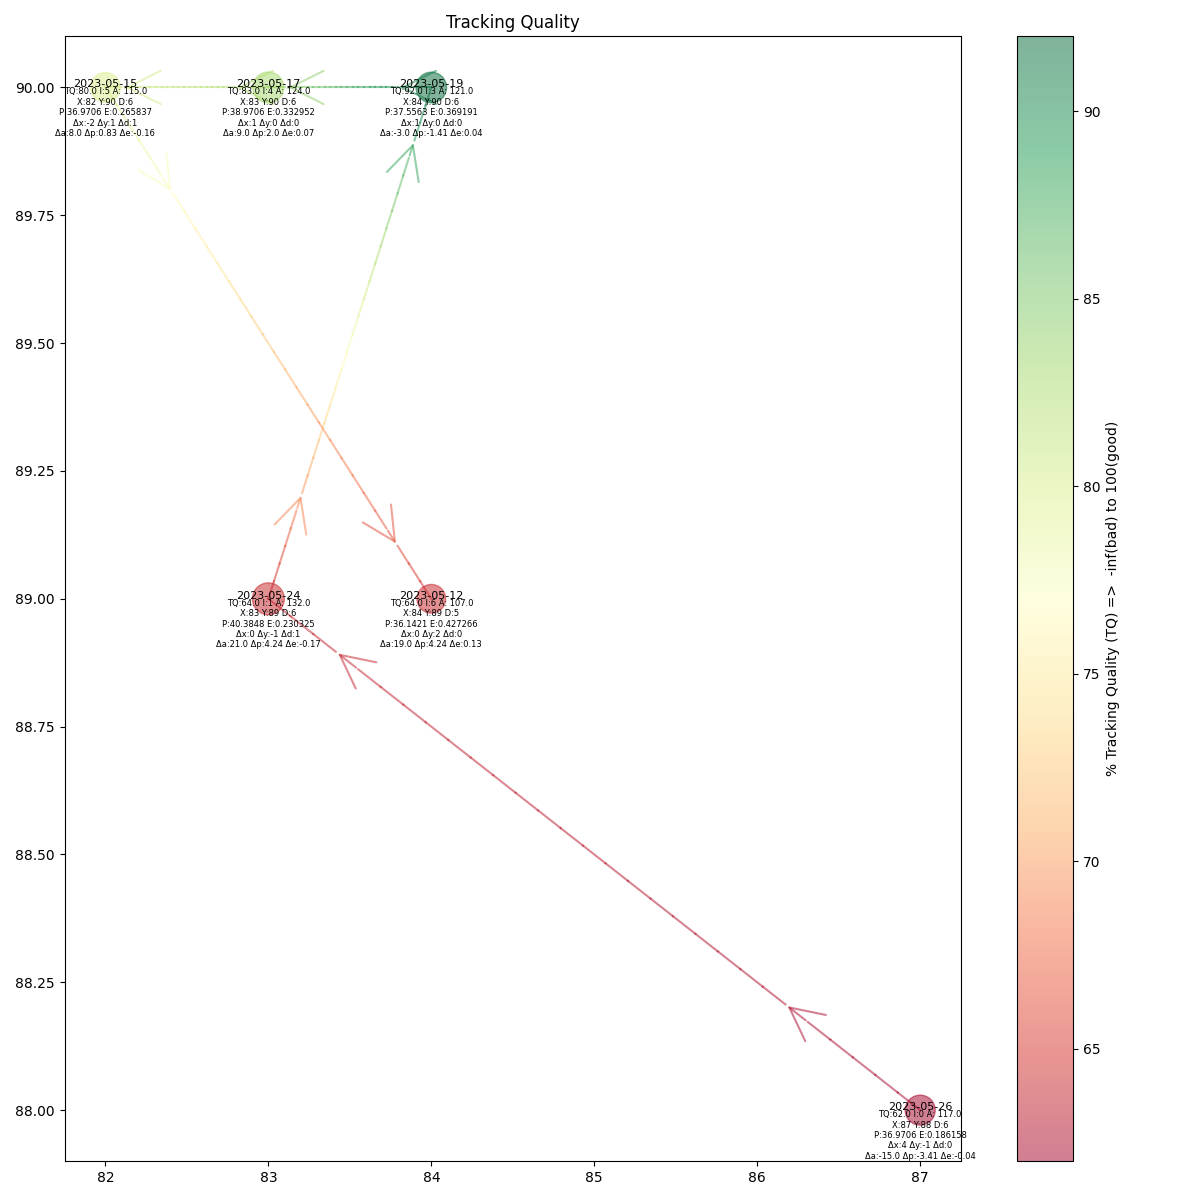 Tracking Quality
90.00
89.75
89.50
89.25
89.00
88.75
88.50
88.25
88.00
82
83
84
85
86
87
2023-05-15
TQ:80.0 I:5 A: 115.0
X:82 Y:90 D:6
P:36.9706 E:0.265837
Δx:-2 Δy:1 Δd:1
Δa:8.0 Δp:0.83 Δe:-0.16
2023-05-17
TQ:83.0 I:4 A: 124.0
X:83 Y:90 D:6
P:38.9706 E:0.332952
Δx:1 Δy:0 Δd:0
Δa:9.0 Δp:2.0 Δe:0.07
2023-05-19
TQ:92.0 I:3 A: 121.0
X:84 Y:90 D:6
P:37.5563 E:0.369191
Δx:1 Δy:0 Δd:0
Δa:-3.0 Δp:-1.41 Δe:0.04
2023-05-24
TQ:64.0 I:1 A: 132.0
X:83 Y:89 D:6
P:40.3848 E:0.230325
Δx:0 Δy:-1 Δd:1
Δa:21.0 Δp:4.24 Δe:-0.17
2023-05-12
TQ:64.0 I:6 A: 107.0
X:84 Y:89 D:5
P:36.1421 E:0.427266
Δx:0 Δy:2 Δd:0
Δa:19.0 Δp:4.24 Δe:0.13
2023-05-26
TQ:62.0 I:0 A: 117.0
X:87 Y:88 D:6
P:36.9706 E:0.186158
Δx:4 Δy:-1 Δd:0
Δa:-15.0 Δp:-3.41 Δe:-0.04
90
85
80
75
70
65
% Tracking Quality (TQ) => -inf(bad) to 100(good)